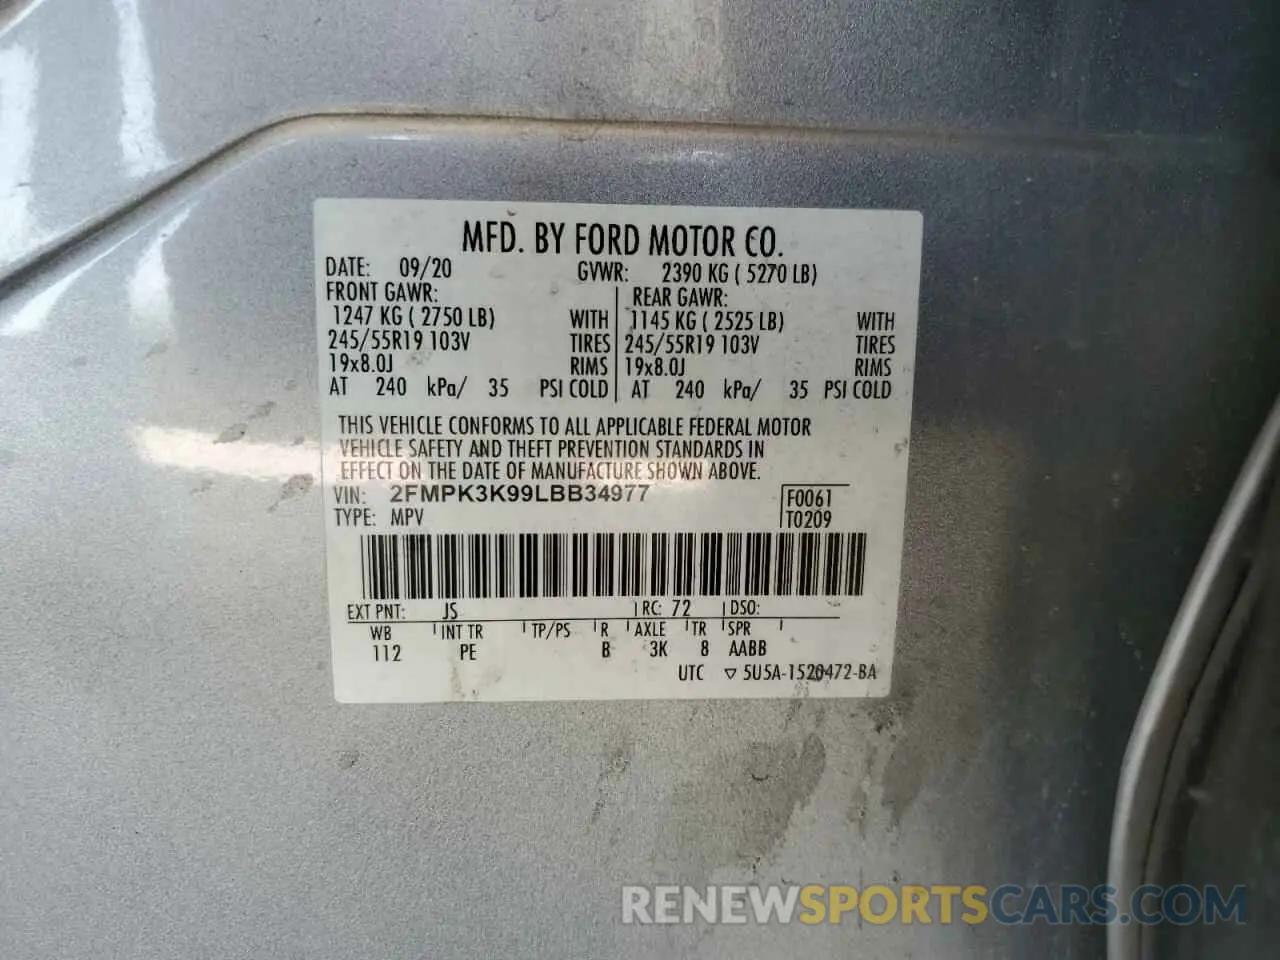 MFD. BY FORD MOTOR CO.
DATE: 09/20 GVWR: 2390 KG ( 5270 LB)
FRONT GAWR: REAR GAWR:
1247 KG ( 2750 LB) WITH 1145 KG ( 2525 LB) WITH
245/55R19 103V TIRES 245/55R19 103V TIRES
19x8.0J RIMS 19x8.0J RIMS
AT 240 kPa/ 35 PSI COLD AT 240 kPa/ 35 PSI COLD
THIS VEHICLE CONFORMS TO ALL APPLICABLE FEDERAL MOTOR
VEHICLE SAFETY AND THEFT PREVENTION STANDARDS IN
EFFECT ON THE DATE OF MANUFACTURE SHOWN ABOVE.
VIN: 2FMPK3K99LBB34977 F0061
TYPE: MPV T0209
EXT PNT: JS RC: 72 DSO:
WB INT TR TP/PS R AXLE TR SPR
112 PE B 3K 8 AABB
UTC ▽ 5U5A-1520472-BA
RENEWSPORTSCARS.COM